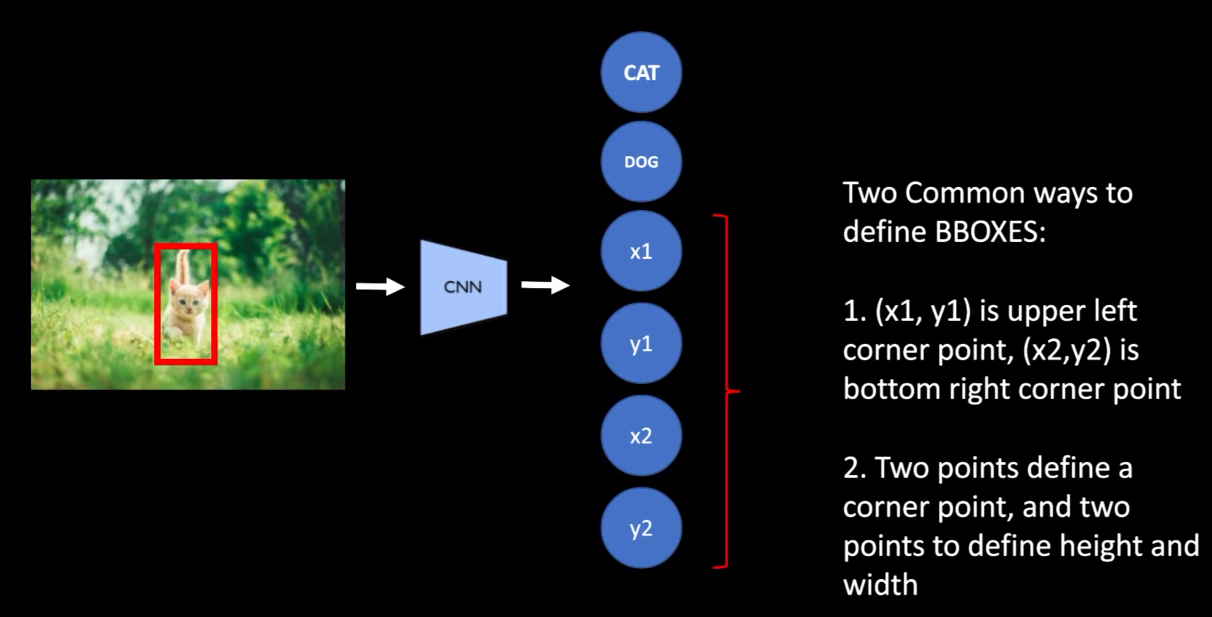 CAT
DOG
x1
y1
x2
y2
CNN
Two Common ways to
define BBOXES:
1. (x1, y1) is upper left
corner point, (x2,y2) is
bottom right corner point
2. Two points define a
corner point, and two
points to define height and
width